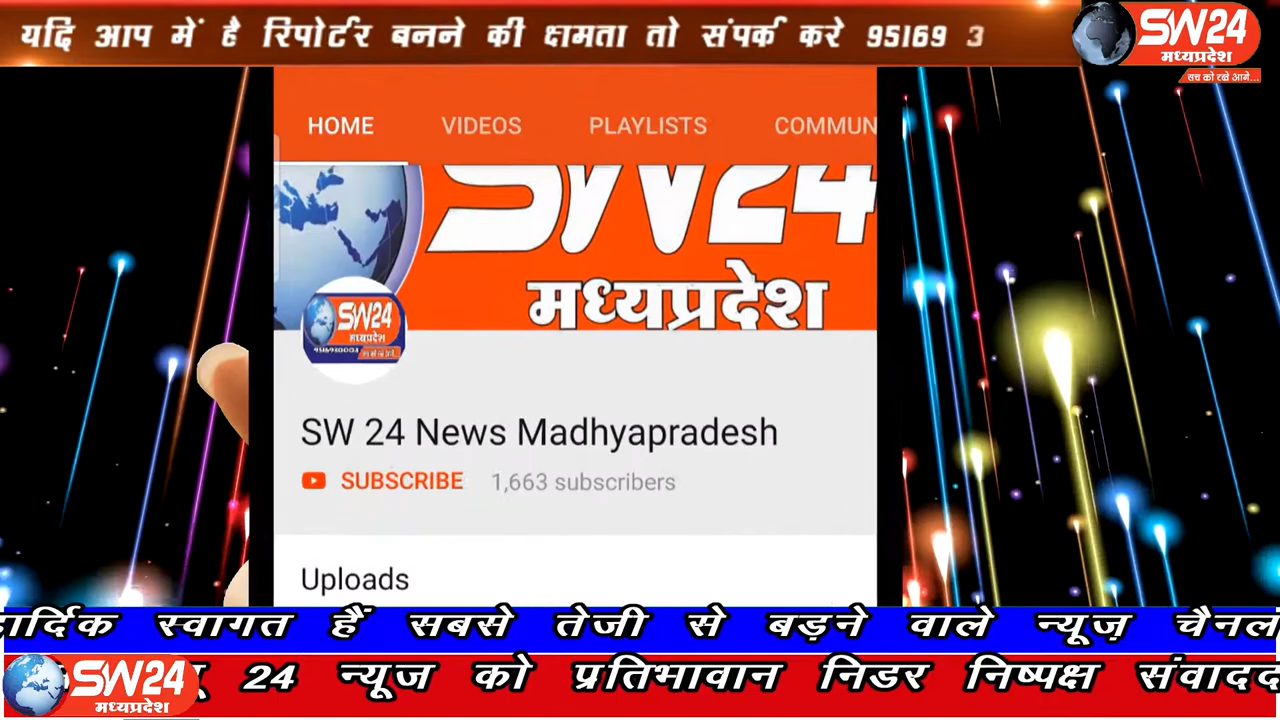 यदि आप में है रिपोर्टर बनने की क्षमता तो संपर्क करे 95169 3
SW24
मध्यप्रदेश
सच को रखे आगे...
HOME VIDEOS PLAYLISTS COMMUN
SW24
मध्यप्रदेश
SW24
मध्यप्रदेश
SW 24 News Madhyapradesh
SUBSCRIBE 1,663 subscribers
Uploads
हार्दिक स्वागत हैं सबसे तेजी से बड़ने वाले न्यूज़ चैनल
24 न्यूज को प्रतिभावान निडर निष्पक्ष संवादद
SW24
मध्यप्रदेश